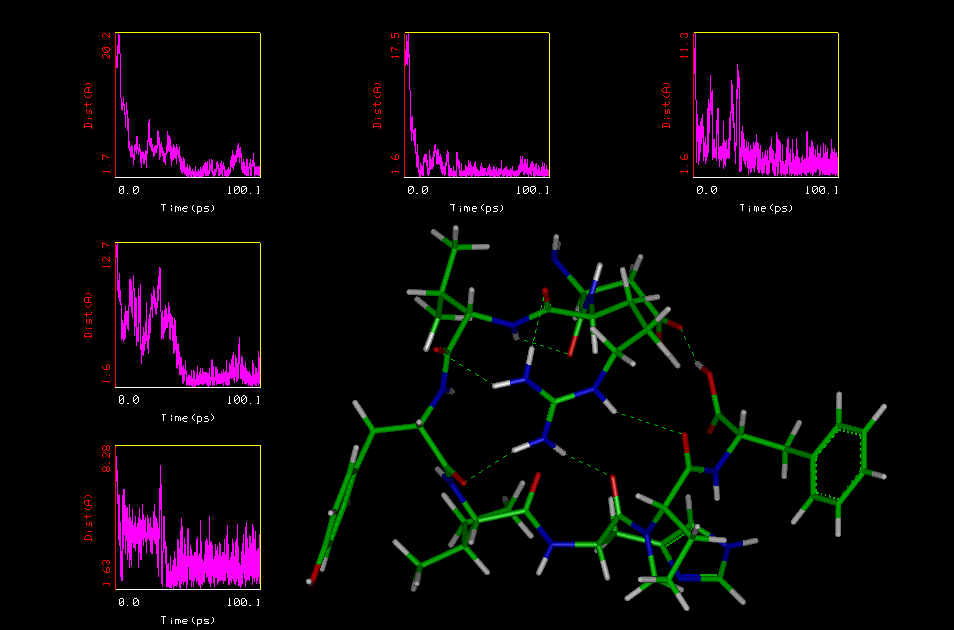 20.2
Dist(A)
1.7
0.0 100.1
Time(ps)
17.5
Dist(A)
1.6
0.0 100.1
Time(ps)
11.3
Dist(A)
1.6
0.0 100.1
Time(ps)
12.7
Dist(A)
1.6
0.0 100.1
Time(ps)
8.28
Dist(A)
1.63
0.0 100.1
Time(ps)